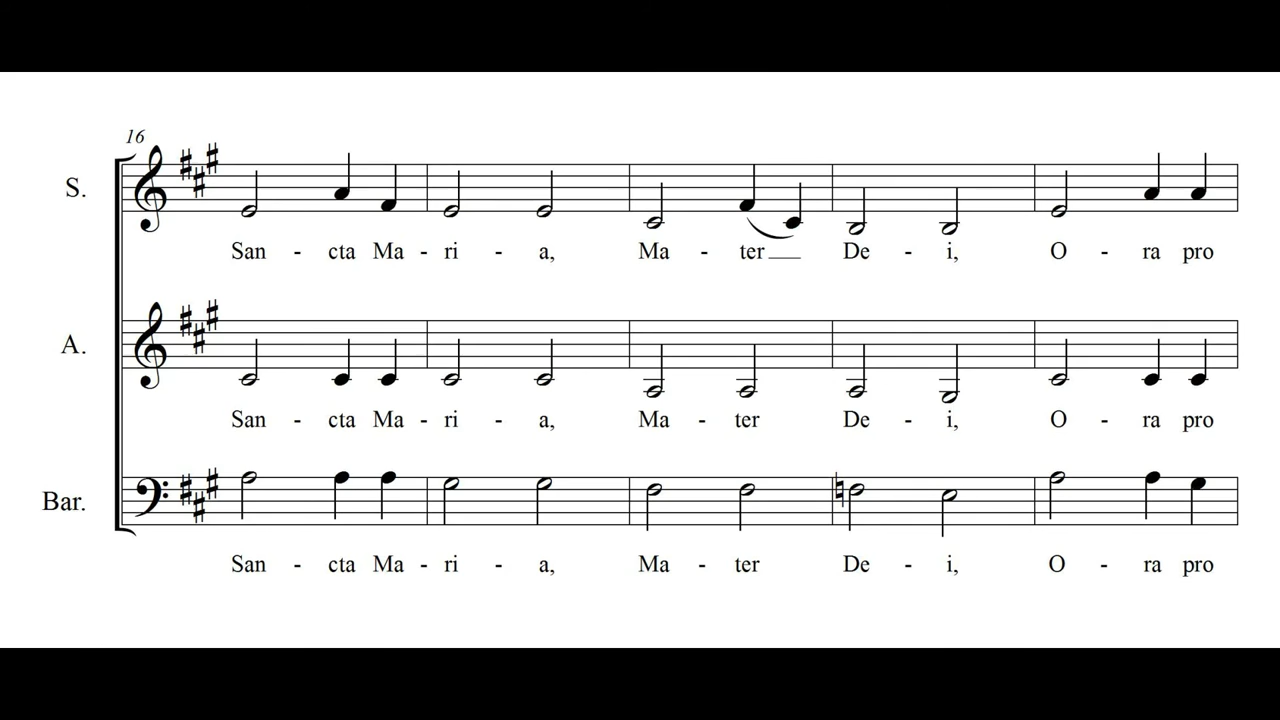 16
S.
San - cta Ma - ri - a, Ma - ter De - i, O - ra pro
A.
San - cta Ma - ri - a, Ma - ter De - i, O - ra pro
Bar.
San - cta Ma - ri - a, Ma - ter De - i, O - ra pro